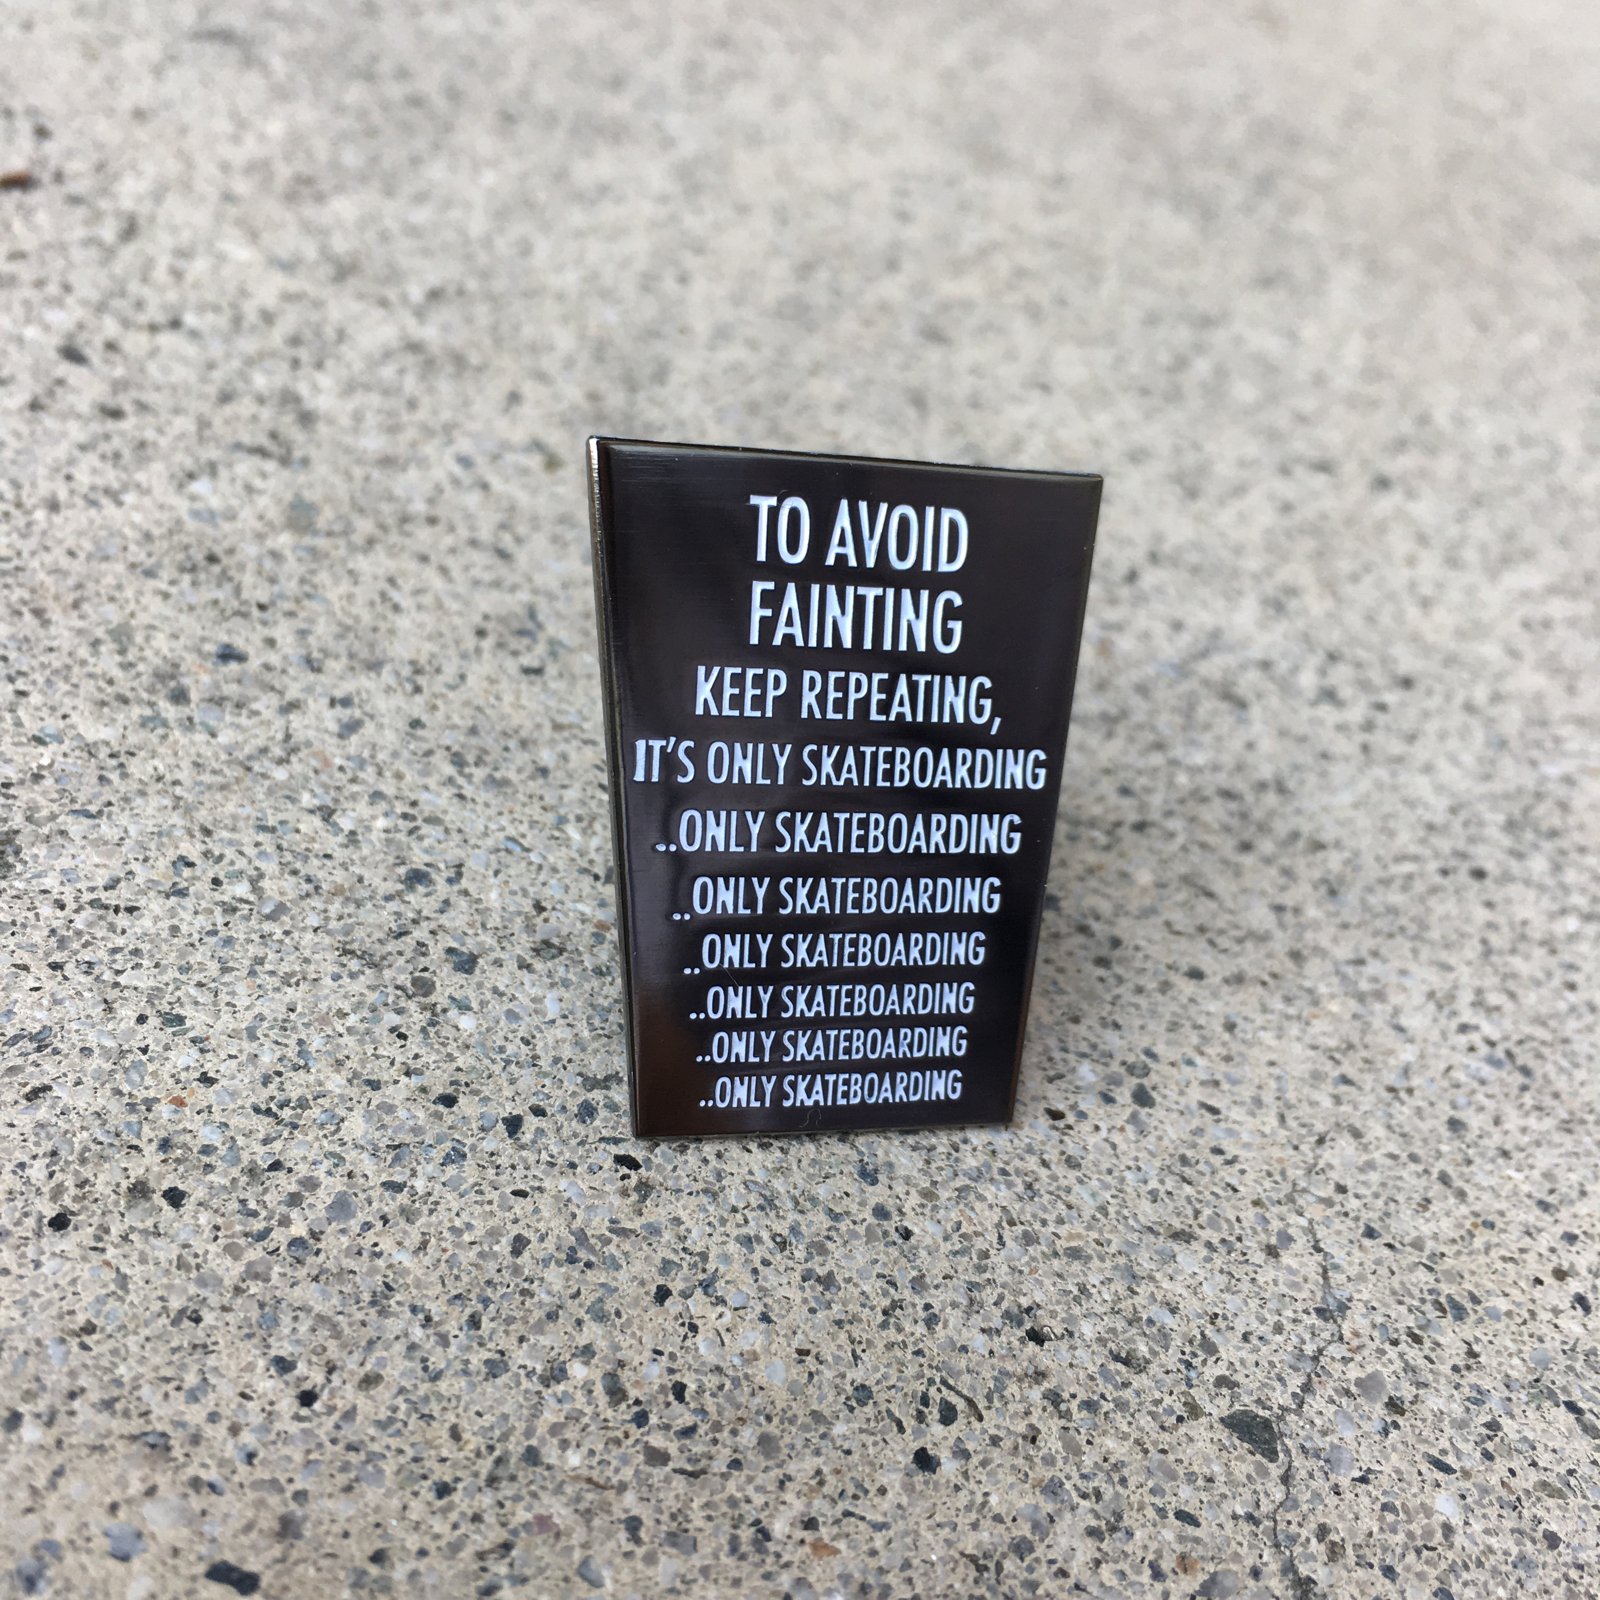 TO AVOID
FAINTING
KEEP REPEATING,
IT'S ONLY SKATEBOARDING
..ONLY SKATEBOARDING
..ONLY SKATEBOARDING
..ONLY SKATEBOARDING
..ONLY SKATEBOARDING
..ONLY SKATEBOARDING
..ONLY SKATEBOARDING